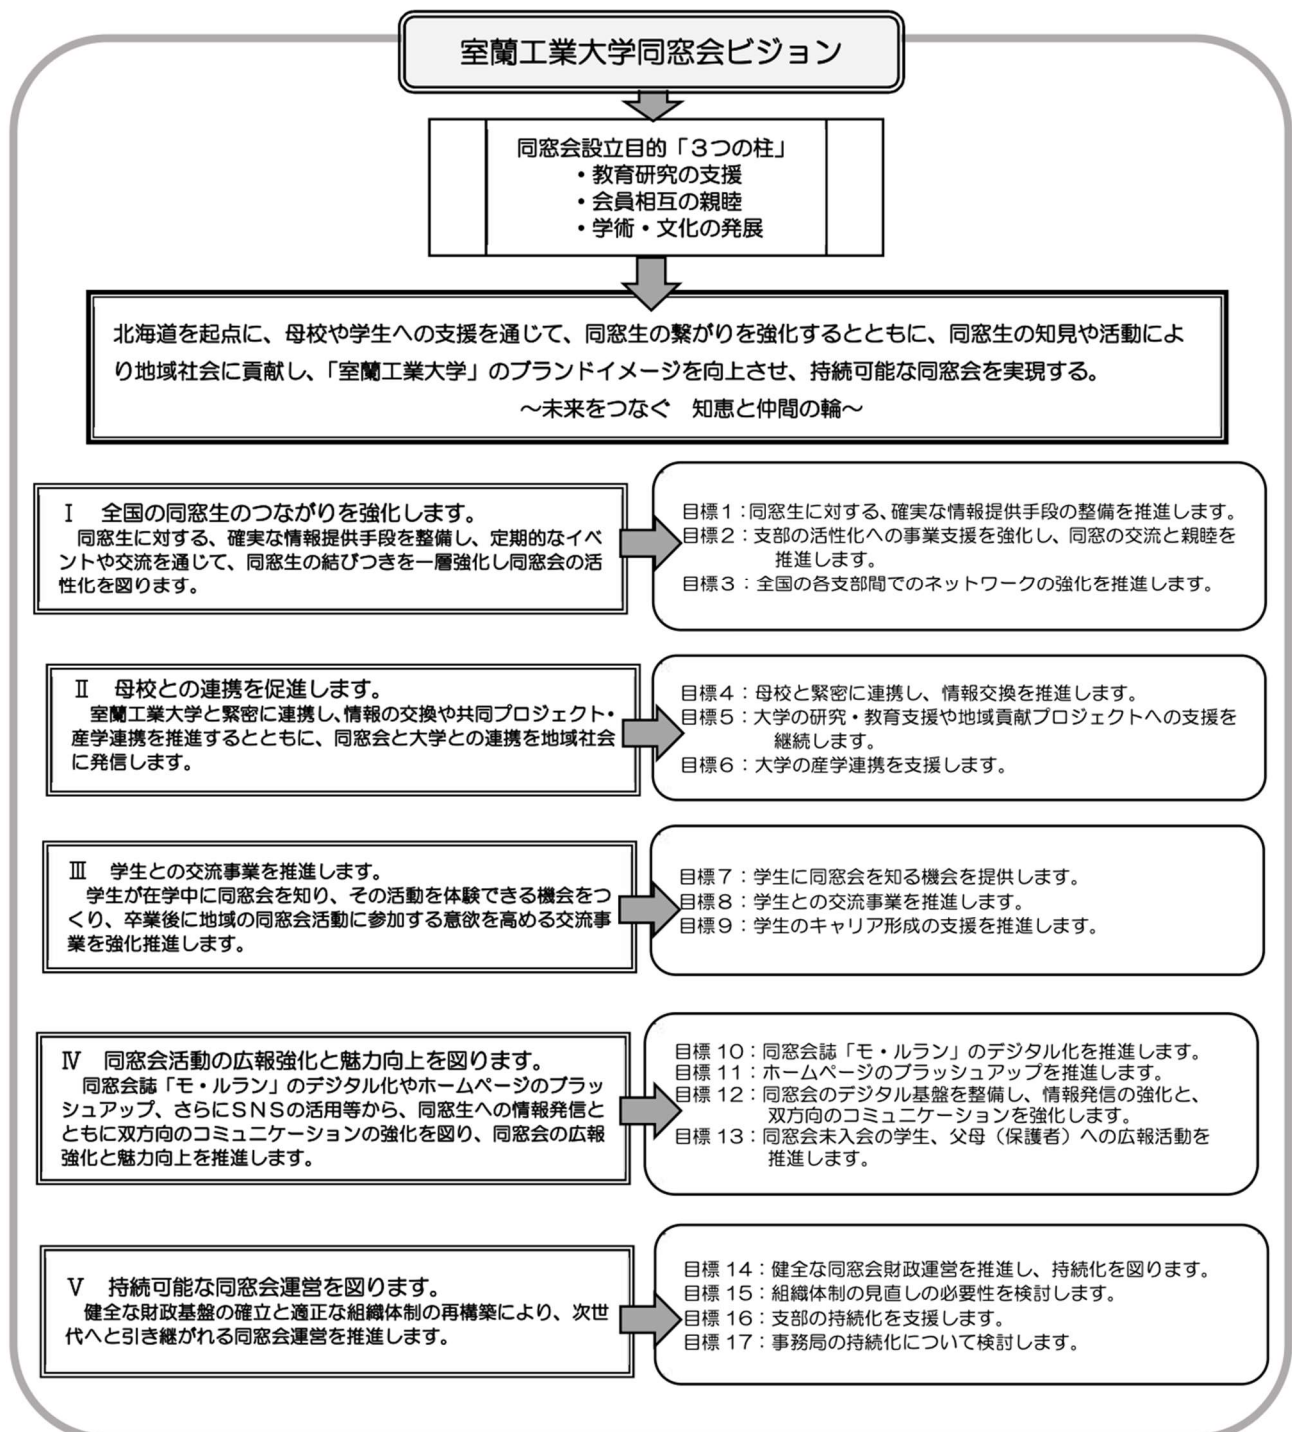 室蘭工業大学同窓会ビジョン
同窓会設立目的「３つの柱」
・教育研究の支援
・会員相互の親睦
・学術・文化の発展
北海道を起点に、母校や学生への支援を通じて、同窓生の繋がりを強化するとともに、同窓生の知見や活動によ
り地域社会に貢献し、「室蘭工業大学」のブランドイメージを向上させ、持続可能な同窓会を実現する。
～未来をつなぐ　知恵と仲間の輪～
Ⅰ　全国の同窓生のつながりを強化します。
同窓生に対する、確実な情報提供手段を整備し、定期的なイベ
ントや交流を通じて、同窓生の結びつきを一層強化し同窓会の活
性化を図ります。
目標１：同窓生に対する、確実な情報提供手段の整備を推進します。
目標２：支部の活性化への事業支援を強化し、同窓の交流と親睦を
推進します。
目標３：全国の各支部間でのネットワークの強化を推進します。
Ⅱ　母校との連携を促進します。
室蘭工業大学と緊密に連携し、情報の交換や共同プロジェクト・
産学連携を推進するとともに、同窓会と大学との連携を地域社会
に発信します。
目標４：母校と緊密に連携し、情報交換を推進します。
目標５：大学の研究・教育支援や地域貢献プロジェクトへの支援を
継続します。
目標６：大学の産学連携を支援します。
Ⅲ　学生との交流事業を推進します。
学生が在学中に同窓会を知り、その活動を体験できる機会をつ
くり、卒業後に地域の同窓会活動に参加する意欲を高める交流事
業を強化推進します。
目標７：学生に同窓会を知る機会を提供します。
目標８：学生との交流事業を推進します。
目標９：学生のキャリア形成の支援を推進します。
Ⅳ　同窓会活動の広報強化と魅力向上を図ります。
同窓会誌「モ・ルラン」のデジタル化やホームページのブラッ
シュアップ、さらにＳＮＳの活用等から、同窓生への情報発信と
ともに双方向のコミュニケーションの強化を図り、同窓会の広報
強化と魅力向上を推進します。
目標 10：同窓会誌「モ・ルラン」のデジタル化を推進します。
目標 11：ホームページのブラッシュアップを推進します。
目標 12：同窓会のデジタル基盤を整備し、情報発信の強化と、
双方向のコミュニケーションを強化します。
目標 13：同窓会未入会の学生、父母（保護者）への広報活動を
推進します。
Ⅴ　持続可能な同窓会運営を図ります。
健全な財政基盤の確立と適正な組織体制の再構築により、次世
代へと引き継がれる同窓会運営を推進します。
目標 14：健全な同窓会財政運営を推進し、持続化を図ります。
目標 15：組織体制の見直しの必要性を検討します。
目標 16：支部の持続化を支援します。
目標 17：事務局の持続化について検討します。